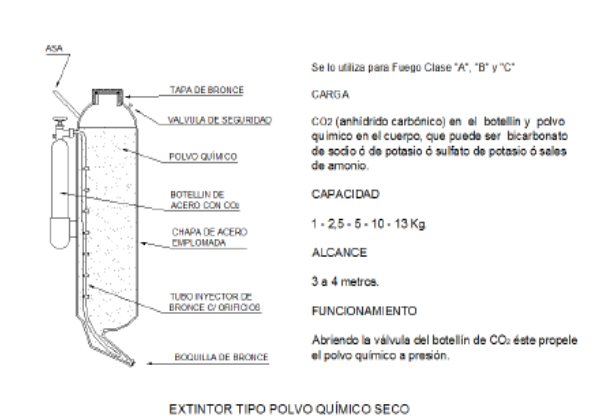 ASA
TAPA DE BRONCE
VALVULA DE SEGURIDAD
POLVO QUÍMICO
BOTELLIN DE
ACERO CON CO2
CHAPA DE ACERO
EMPLOMADA
TUBO INYECTOR DE
BRONCE C/ ORIFICIOS
BOQUILLA DE BRONCE
Se lo utiliza para Fuego Clase "A", "B" y "C"
CARGA
CO2 (anhídrido carbónico) en el botellin y polvo
químico en el cuerpo, que puede ser bicarbonato
de sodio ó de potasio ó sulfato de potasio ó sales
de amonio.
CAPACIDAD
1 - 2,5 - 5 - 10 - 13 Kg
ALCANCE
3 a 4 metros.
FUNCIONAMIENTO
Abriendo la válvula del botellín de CO2 éste propele
el polvo químico a presión.
EXTINTOR TIPO POLVO QUÍMICO SECO